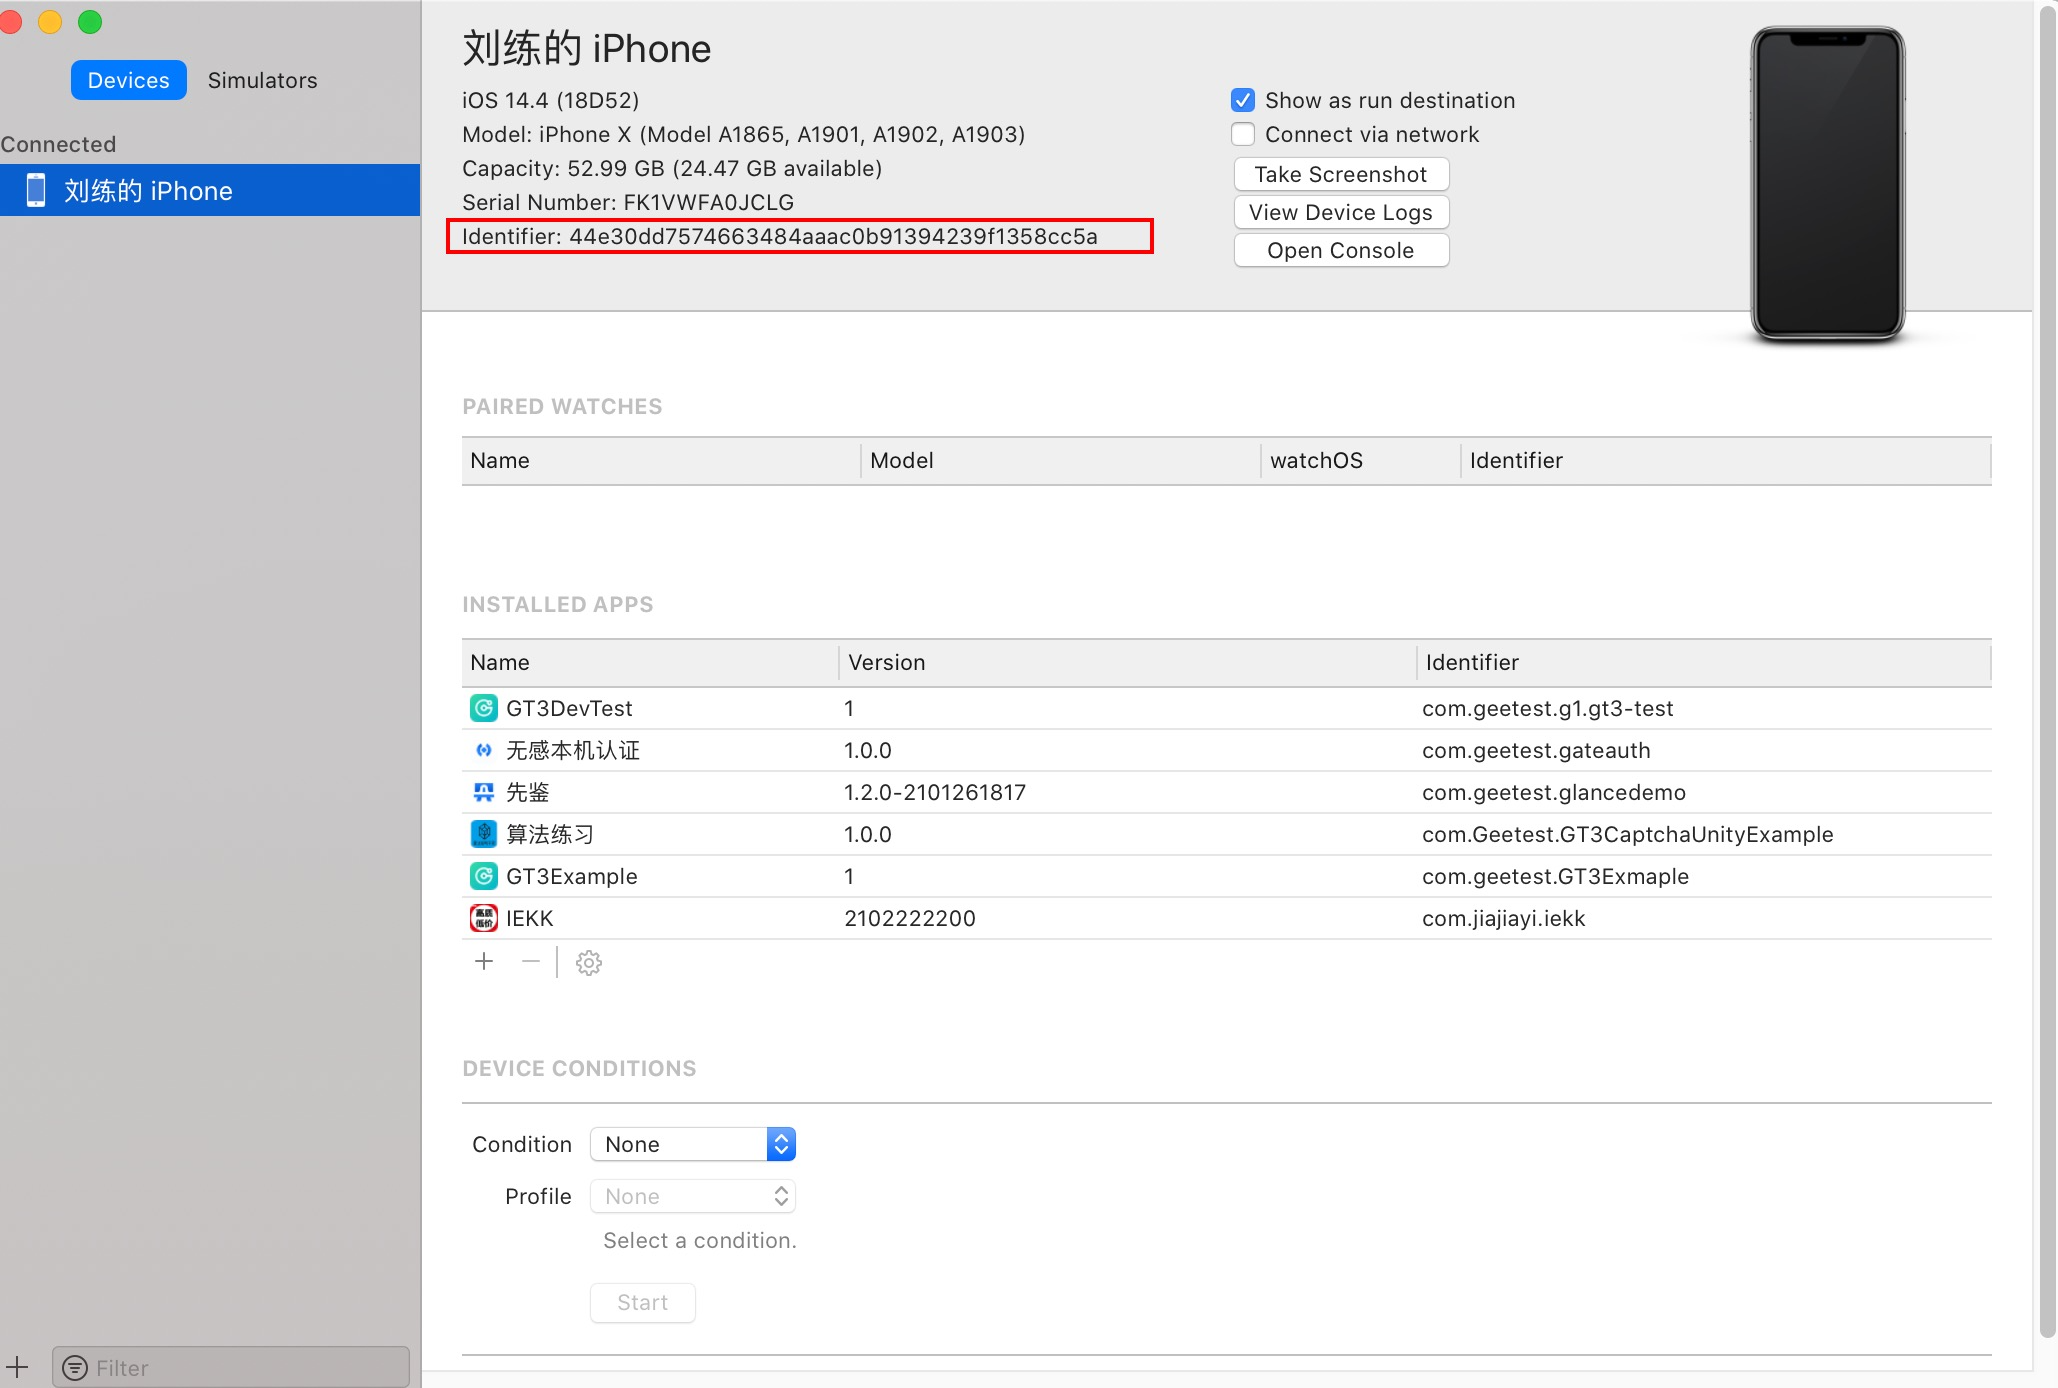 Devices Simulators
Connected
刘练的 iPhone
Filter
刘练的 iPhone
iOS 14.4 (18D52)
Model: iPhone X (Model A1865, A1901, A1902, A1903)
Capacity: 52.99 GB (24.47 GB available)
Serial Number: FK1VWFA0JCLG
Identifier: 44e30dd7574663484aaac0b91394239f1358cc5a
Show as run destination
Connect via network
Take Screenshot
View Device Logs
Open Console
PAIRED WATCHES
Name Model watchOS Identifier
INSTALLED APPS
Name Version Identifier
GT3DevTest 1 com.geetest.g1.gt3-test
无感本机认证 1.0.0 com.geetest.gateauth
先鉴 1.2.0-2101261817 com.geetest.glancedemo
算法练习 1.0.0 com.Geetest.GT3CaptchaUnityExample
GT3Example 1 com.geetest.GT3Exmaple
IEKK 2102222200 com.jiajiayi.iekk
DEVICE CONDITIONS
Condition None
Profile None
Select a condition.
Start